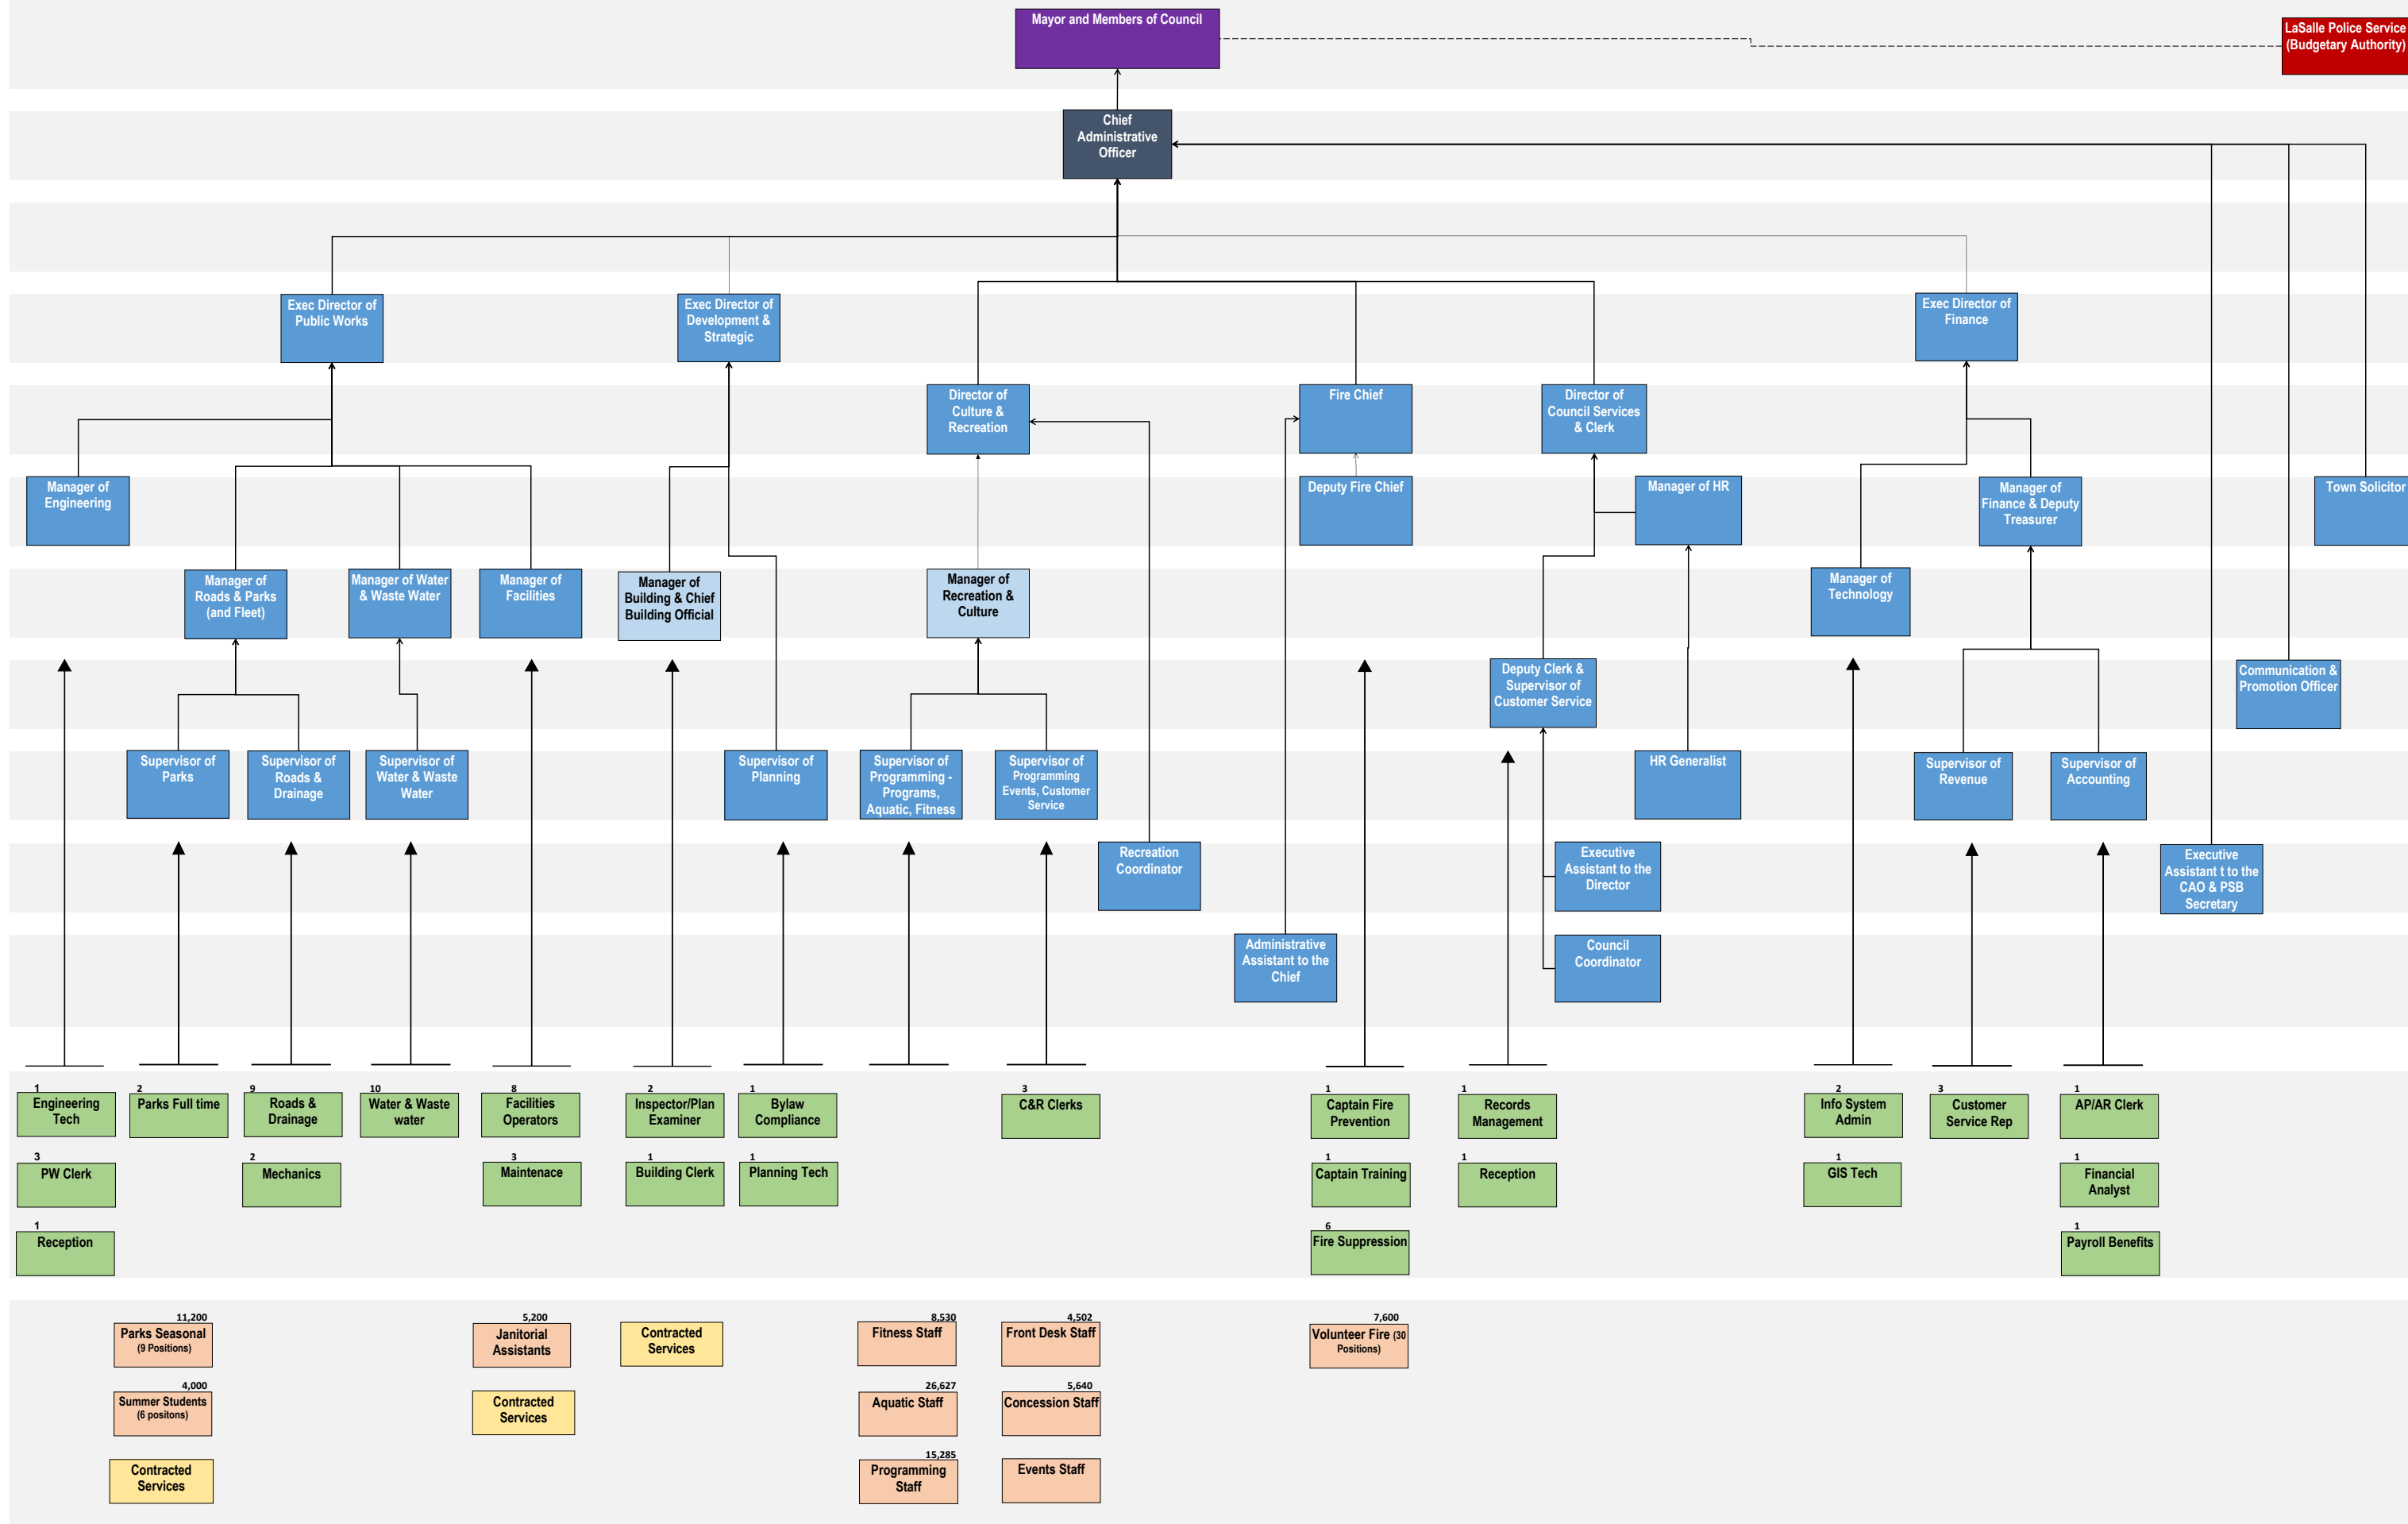 Mayor and Members of Council
LaSalle Police Service
(Budgetary Authority)
Chief
Administrative
Officer
Exec Director of
Public Works
Exec Director of
Development &
Strategic
Exec Director of
Finance
Director of
Culture &
Recreation
Fire Chief
Director of
Council Services
& Clerk
Manager of
Engineering
Deputy Fire Chief
Manager of HR
Manager of
Finance & Deputy
Treasurer
Town Solicitor
Manager of
Roads & Parks
(and Fleet)
Manager of Water
& Waste Water
Manager of
Facilities
Manager of
Building & Chief
Building Official
Manager of
Recreation &
Culture
Manager of
Technology
Deputy Clerk &
Supervisor of
Customer Service
Communication &
Promotion Officer
Supervisor of
Parks
Supervisor of
Roads &
Drainage
Supervisor of
Water & Waste
Water
Supervisor of
Planning
Supervisor of
Programming -
Programs,
Aquatic, Fitness
Supervisor of
Programming
Events, Customer
Service
HR Generalist
Supervisor of
Revenue
Supervisor of
Accounting
Recreation
Coordinator
Executive
Assistant to the
Director
Executive
Assistant t to the
CAO & PSB
Secretary
Administrative
Assistant to the
Chief
Council
Coordinator
1
Engineering
Tech
2
Parks Full time
9
Roads &
Drainage
10
Water & Waste
water
8
Facilities
Operators
2
Inspector/Plan
Examiner
1
Bylaw
Compliance
3
C&R Clerks
1
Captain Fire
Prevention
1
Records
Management
2
Info System
Admin
3
Customer
Service Rep
1
AP/AR Clerk
3
PW Clerk
2
Mechanics
3
Maintenace
1
Building Clerk
1
Planning Tech
1
Captain Training
1
Reception
1
GIS Tech
1
Financial
Analyst
1
Reception
6
Fire Suppression
1
Payroll Benefits
11,200
Parks Seasonal
(9 Positions)
5,200
Janitorial
Assistants
Contracted
Services
8,530
Fitness Staff
4,502
Front Desk Staff
7,600
Volunteer Fire (30
Positions)
4,000
Summer Students
(6 positons)
Contracted
Services
26,627
Aquatic Staff
5,640
Concession Staff
Contracted
Services
15,285
Programming
Staff
Events Staff